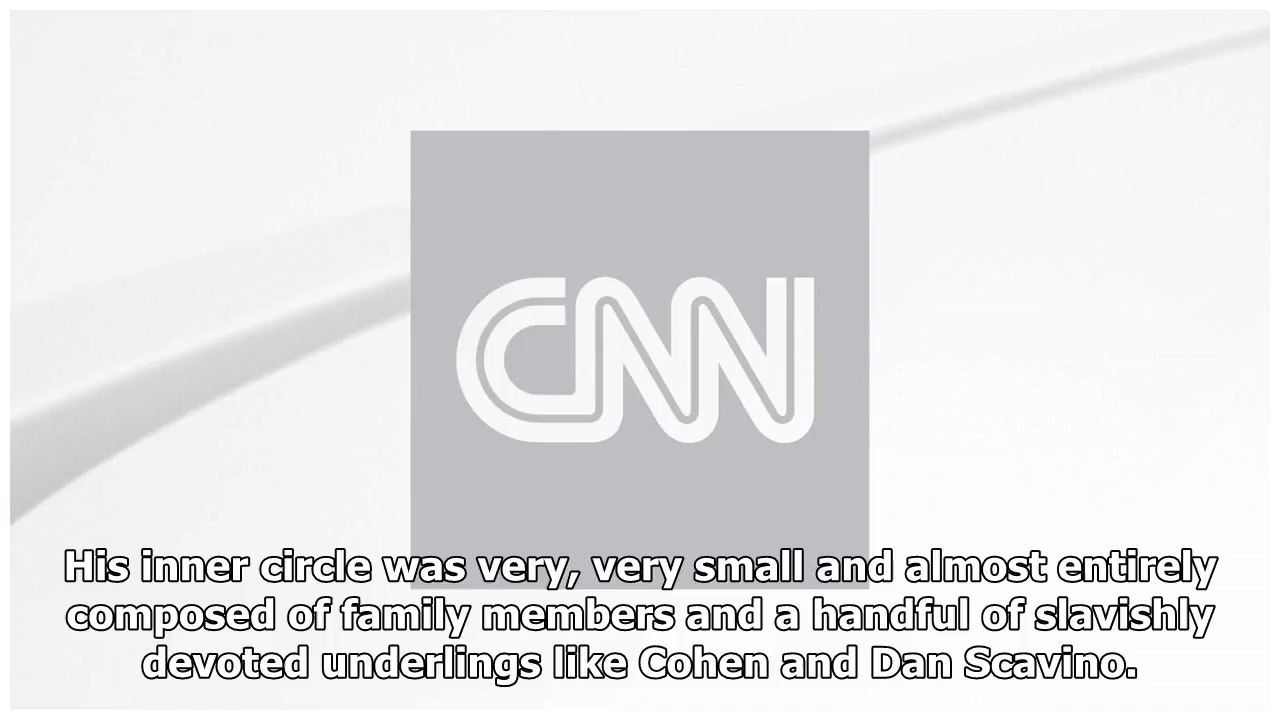 CNN
His inner circle was very, very small and almost entirely
composed of family members and a handful of slavishly
devoted underlings like Cohen and Dan Scavino.